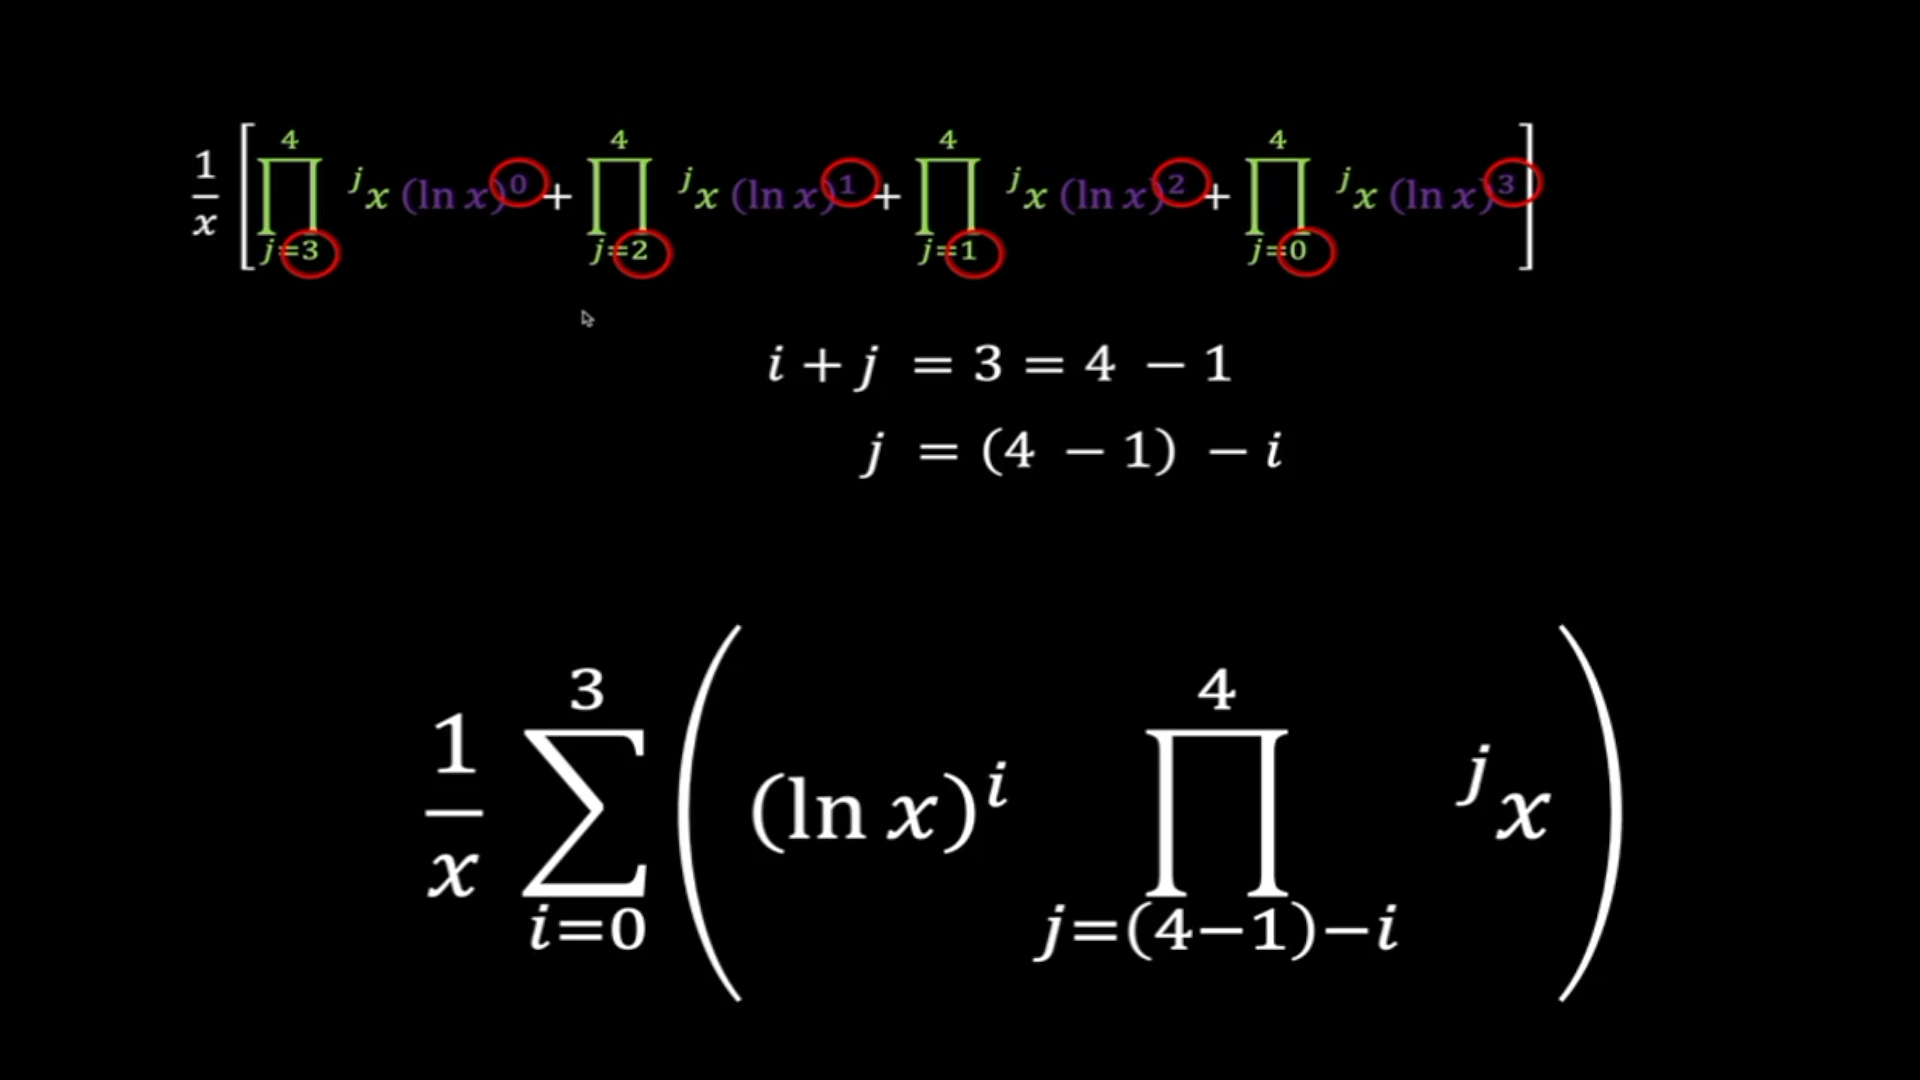 1/x [∏_{j=3}^{4} ʲx (ln x)^0 + ∏_{j=2}^{4} ʲx (ln x)^1 + ∏_{j=1}^{4} ʲx (ln x)^2 + ∏_{j=0}^{4} ʲx (ln x)^3]
i + j = 3 = 4 − 1
j = (4 − 1) − i
1/x ∑_{i=0}^{3} ( (ln x)^i ∏_{j=(4−1)−i}^{4} ʲx )